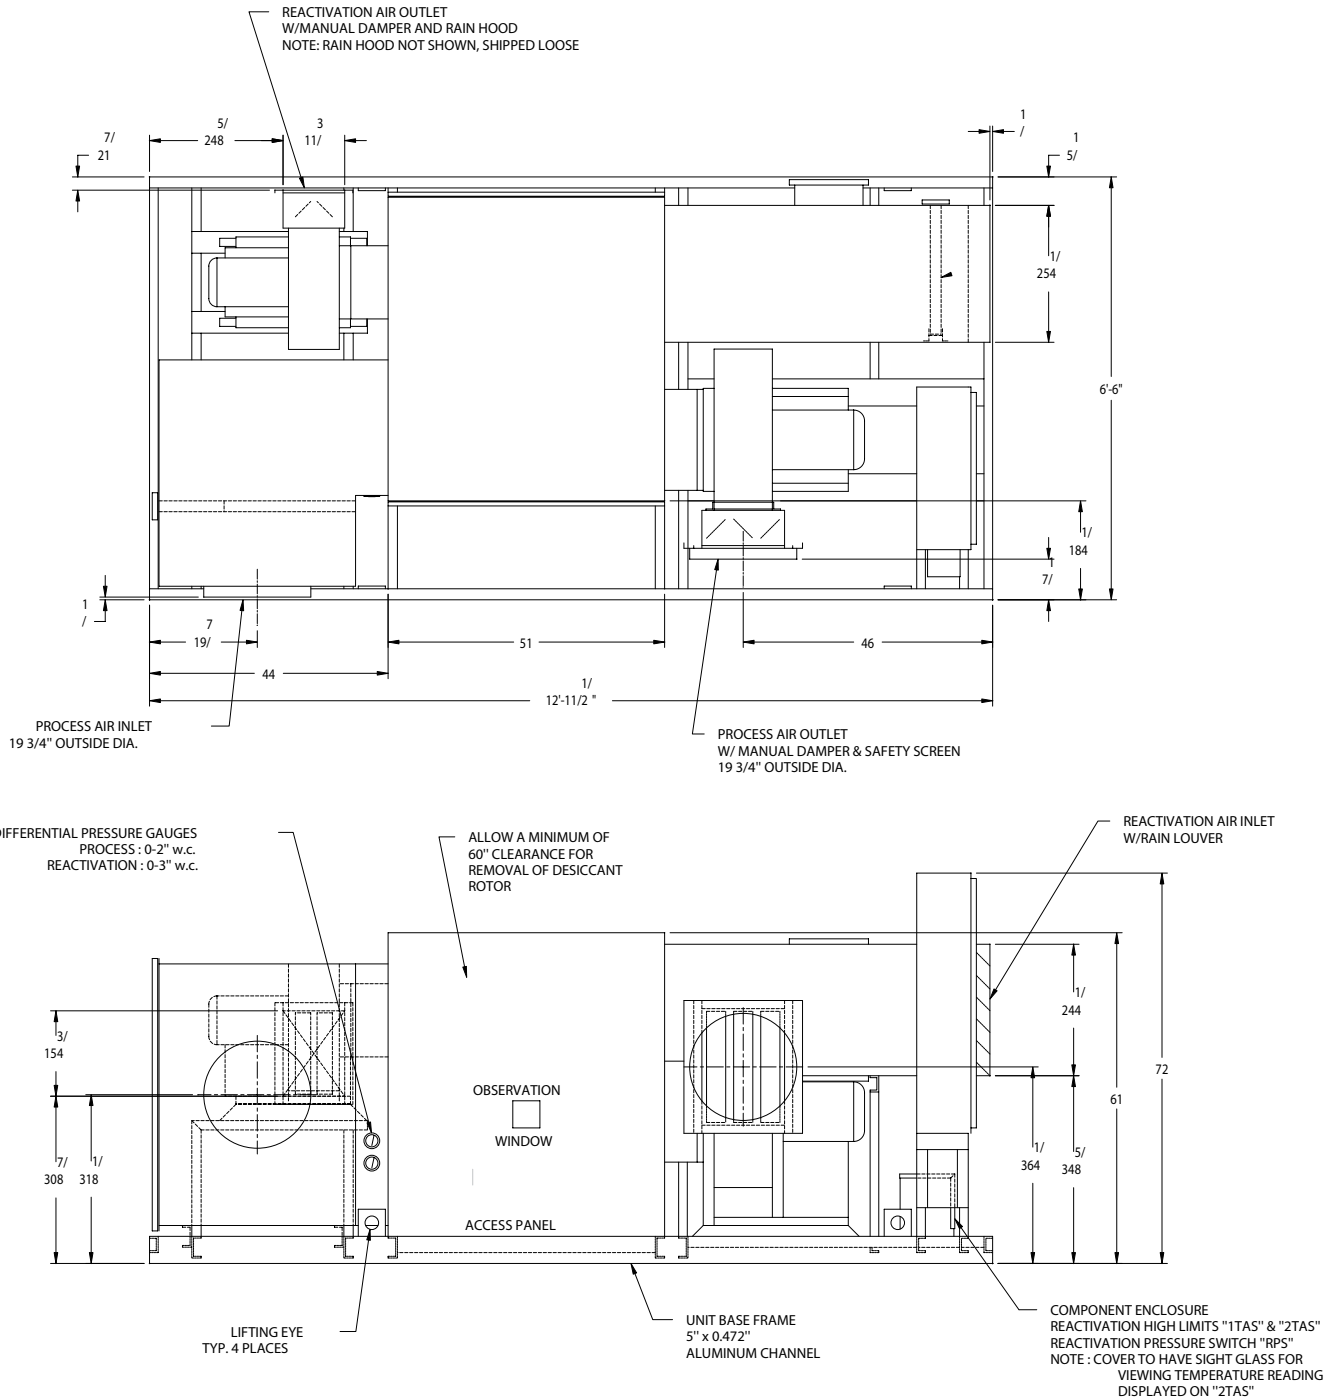 REACTIVATION AIR OUTLET
W/MANUAL DAMPER AND RAIN HOOD
NOTE: RAIN HOOD NOT SHOWN, SHIPPED LOOSE
7/
21
5/
248
3
11/
1
/
1
5/
1/
254
6'-6"
1/
184
1
7/
1
/
7
19/
51
46
44
1/
12'-11/2 "
PROCESS AIR INLET
19 3/4" OUTSIDE DIA.
PROCESS AIR OUTLET
W/ MANUAL DAMPER & SAFETY SCREEN
19 3/4" OUTSIDE DIA.
DIFFERENTIAL PRESSURE GAUGES
PROCESS : 0-2" w.c.
REACTIVATION : 0-3" w.c.
ALLOW A MINIMUM OF
60" CLEARANCE FOR
REMOVAL OF DESICCANT
ROTOR
REACTIVATION AIR INLET
W/RAIN LOUVER
3/
154
1/
244
72
61
OBSERVATION
WINDOW
7/
308
1/
318
1/
364
5/
348
ACCESS PANEL
LIFTING EYE
TYP. 4 PLACES
UNIT BASE FRAME
5" x 0.472"
ALUMINUM CHANNEL
COMPONENT ENCLOSURE
REACTIVATION HIGH LIMITS "1TAS" & "2TAS"
REACTIVATION PRESSURE SWITCH "RPS"
NOTE : COVER TO HAVE SIGHT GLASS FOR
VIEWING TEMPERATURE READING
DISPLAYED ON "2TAS"